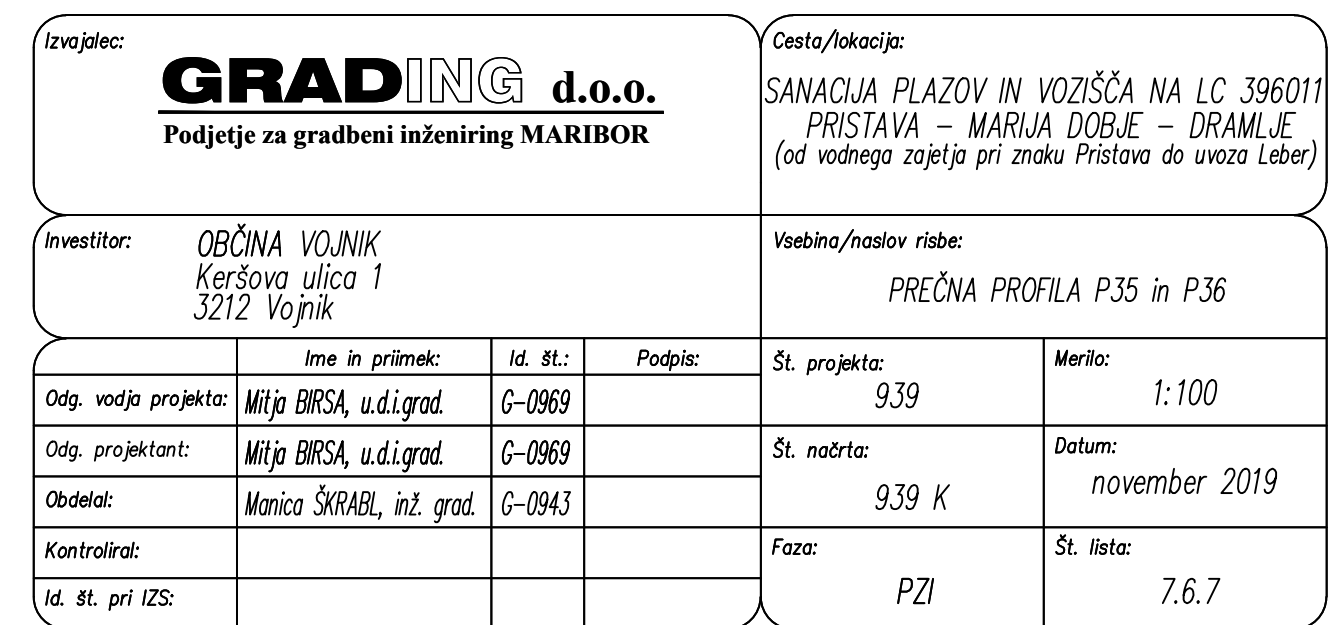 Izvajalec:
GRADING d.o.o.
Podjetje za gradbeni inženiring MARIBOR
Cesta/lokacija:
SANACIJA PLAZOV IN VOZIŠČA NA LC 396011
PRISTAVA – MARIJA DOBJE – DRAMLJE
(od vodnega zajetja pri znaku Pristava do uvoza Leber)
Investitor:
OBČINA VOJNIK
Keršova ulica 1
3212 Vojnik
Vsebina/naslov risbe:
PREČNA PROFILA P35 in P36
Ime in priimek: Id. št.: Podpis:
Odg. vodja projekta: Mitja BIRSA, u.d.i.grad. G-0969
Odg. projektant: Mitja BIRSA, u.d.i.grad. G-0969
Obdelal: Manica ŠKRABL, inž. grad. G-0943
Kontroliral:
Id. št. pri IZS:
Št. projekta:
939
Merilo:
1:100
Št. načrta:
939 K
Datum:
november 2019
Faza:
PZI
Št. lista:
7.6.7